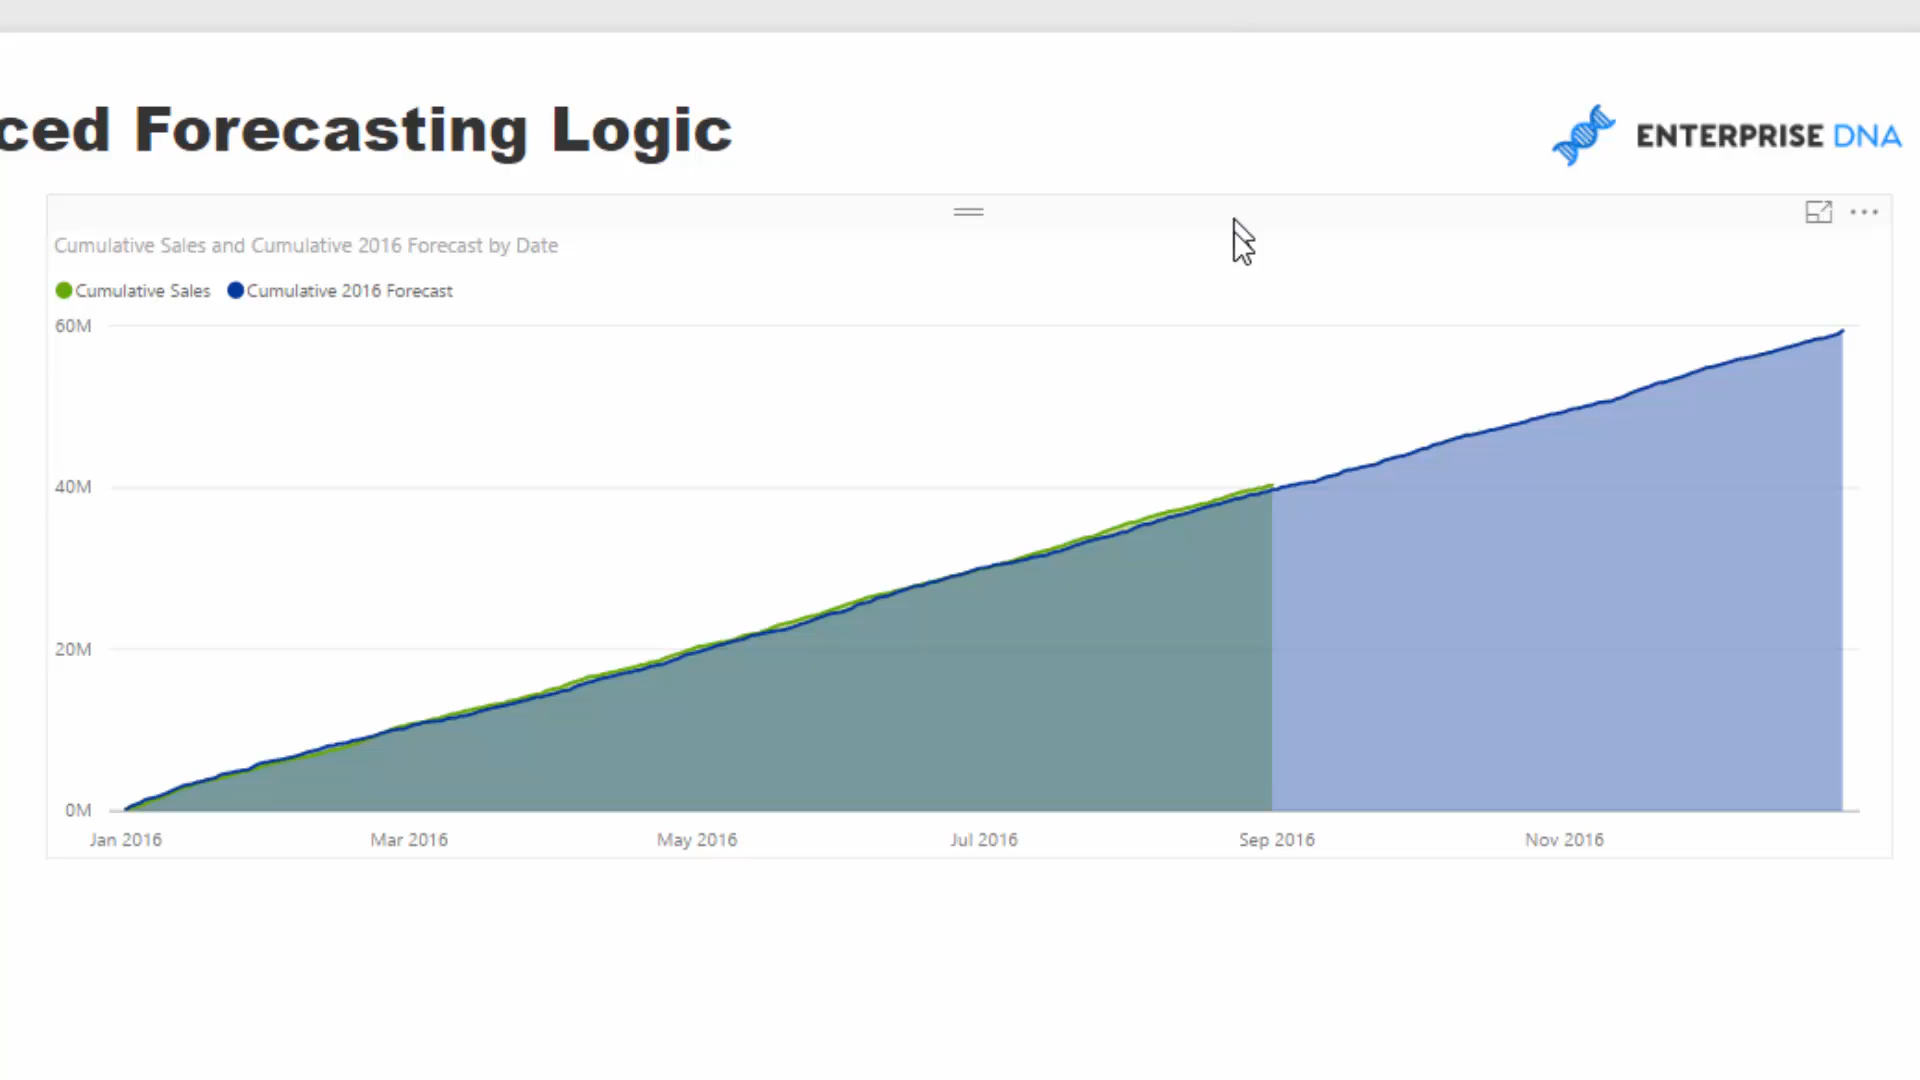 ced Forecasting Logic
ENTERPRISE DNA
Cumulative Sales and Cumulative 2016 Forecast by Date
Cumulative Sales Cumulative 2016 Forecast
60M
40M
20M
0M
Jan 2016 Mar 2016 May 2016 Jul 2016 Sep 2016 Nov 2016